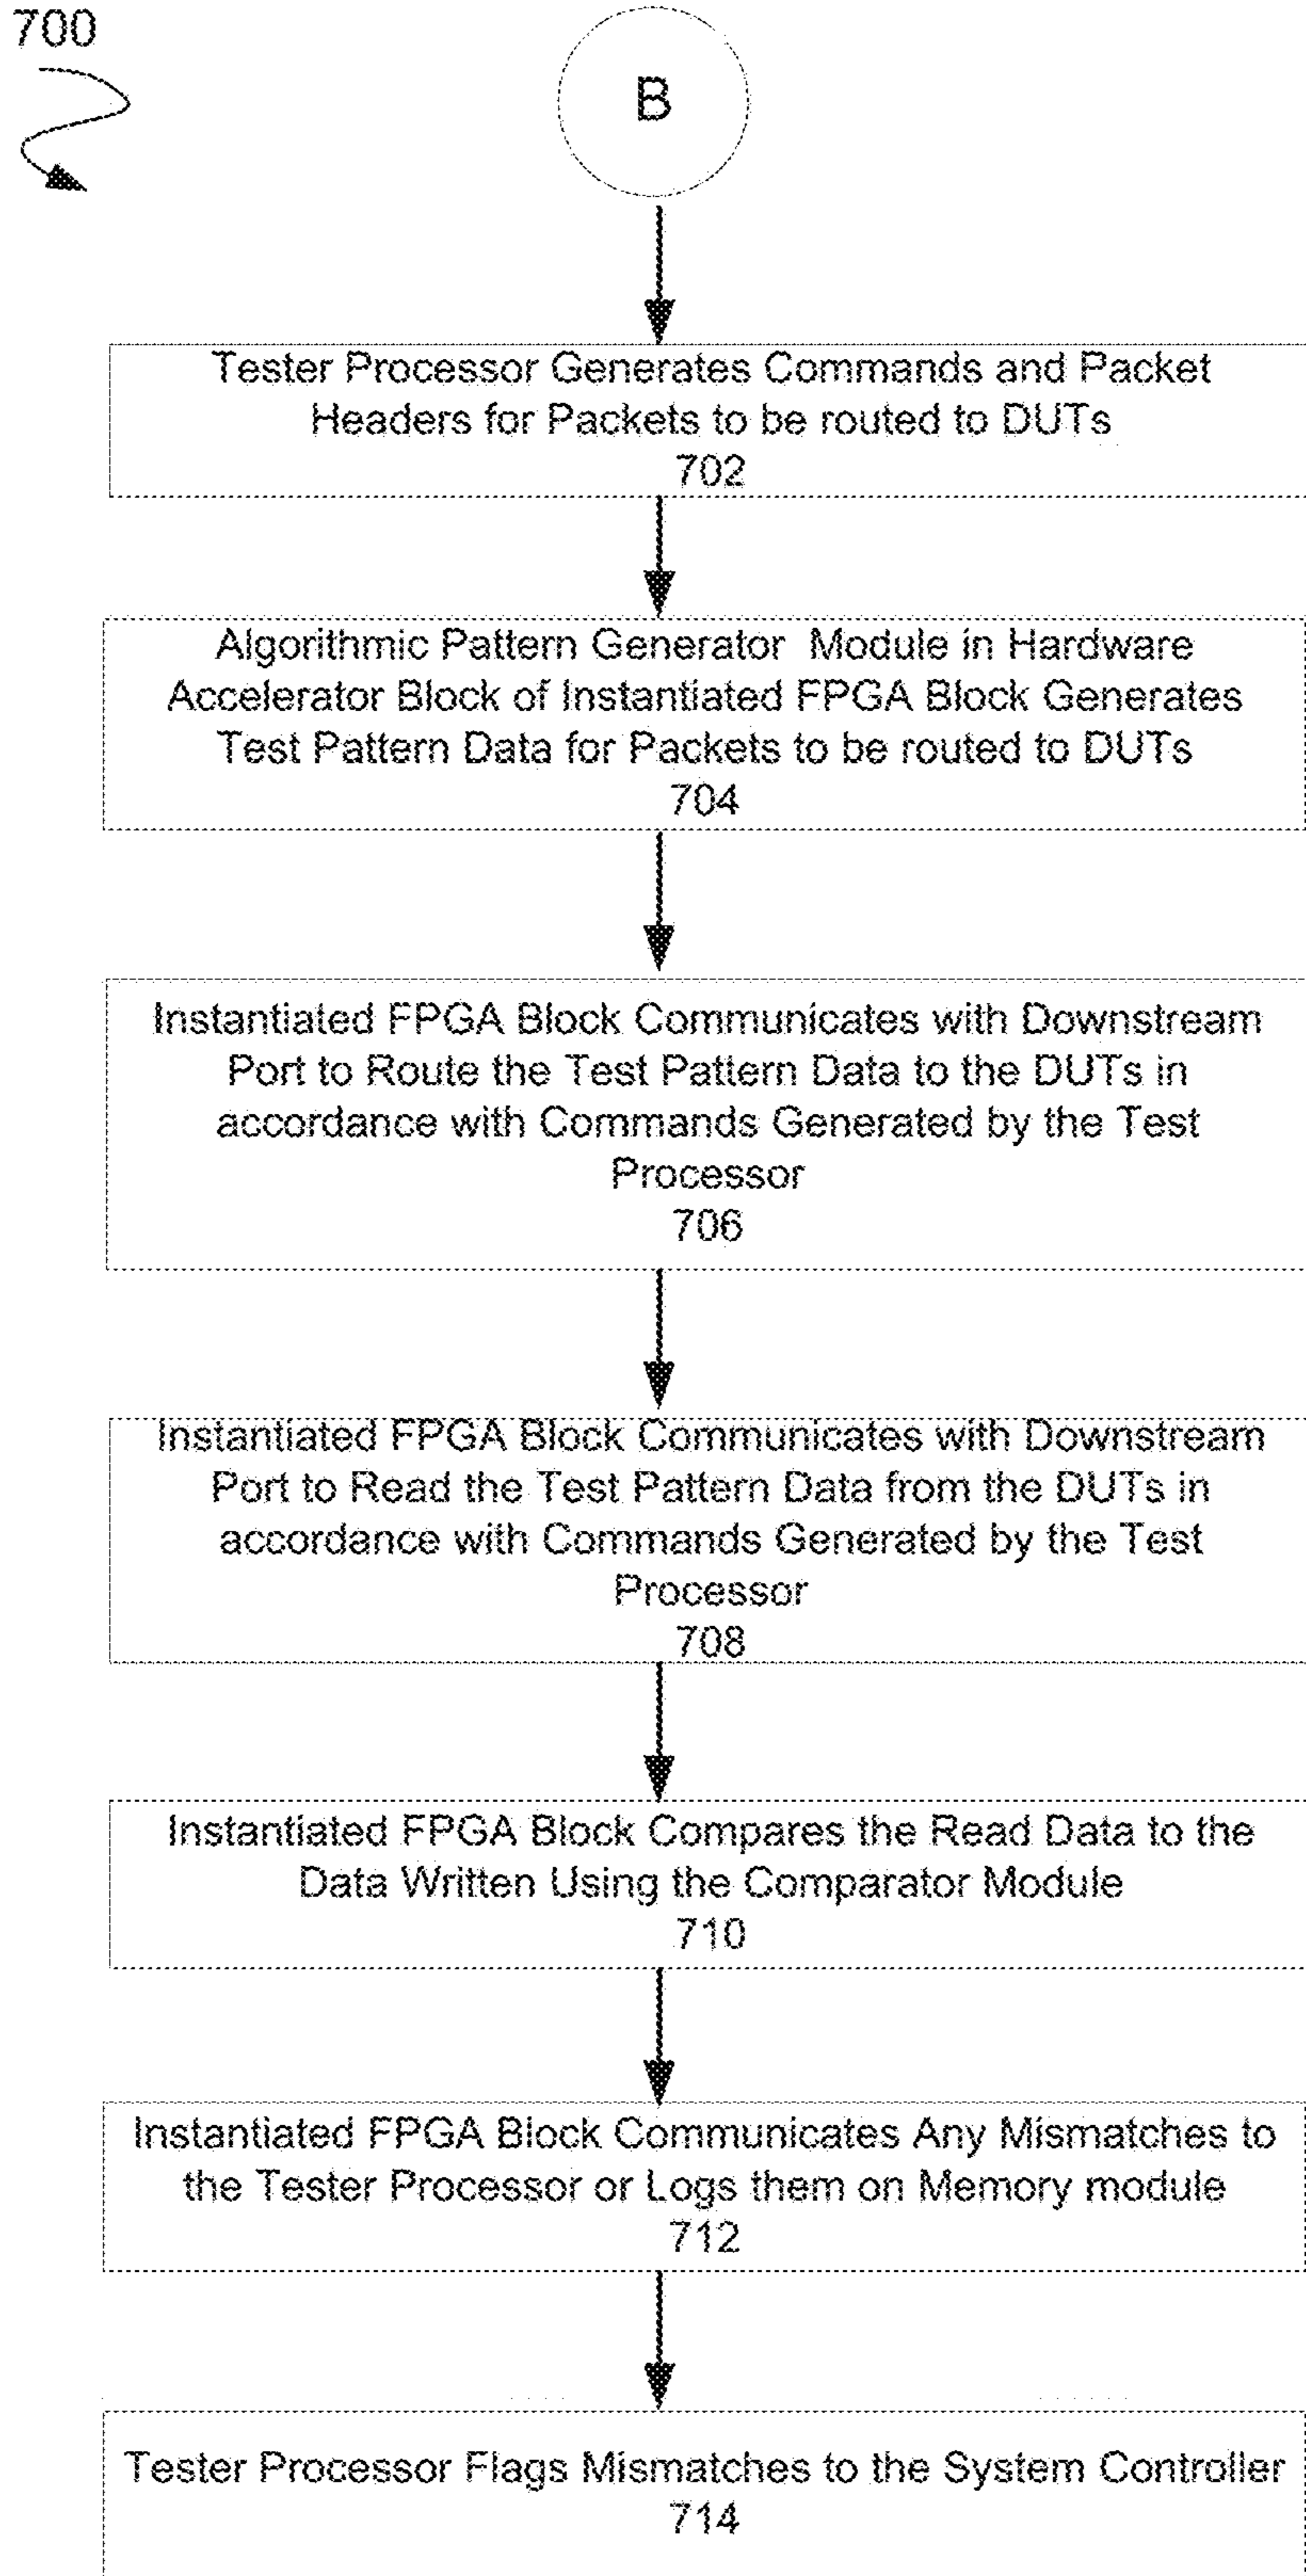 700
B
Tester Processor Generates Commands and Packet
Headers for Packets to be routed to DUTs
702
Algorithmic Pattern Generator Module in Hardware
Accelerator Block of Instantiated FPGA Block Generates
Test Pattern Data for Packets to be routed to DUTs
704
Instantiated FPGA Block Communicates with Downstream
Port to Route the Test Pattern Data to the DUTs in
accordance with Commands Generated by the Test
Processor
706
Instantiated FPGA Block Communicates with Downstream
Port to Read the Test Pattern Data from the DUTs in
accordance with Commands Generated by the Test
Processor
708
Instantiated FPGA Block Compares the Read Data to the
Data Written Using the Comparator Module
710
Instantiated FPGA Block Communicates Any Mismatches to
the Tester Processor or Logs them on Memory module
712
Tester Processor Flags Mismatches to the System Controller
714